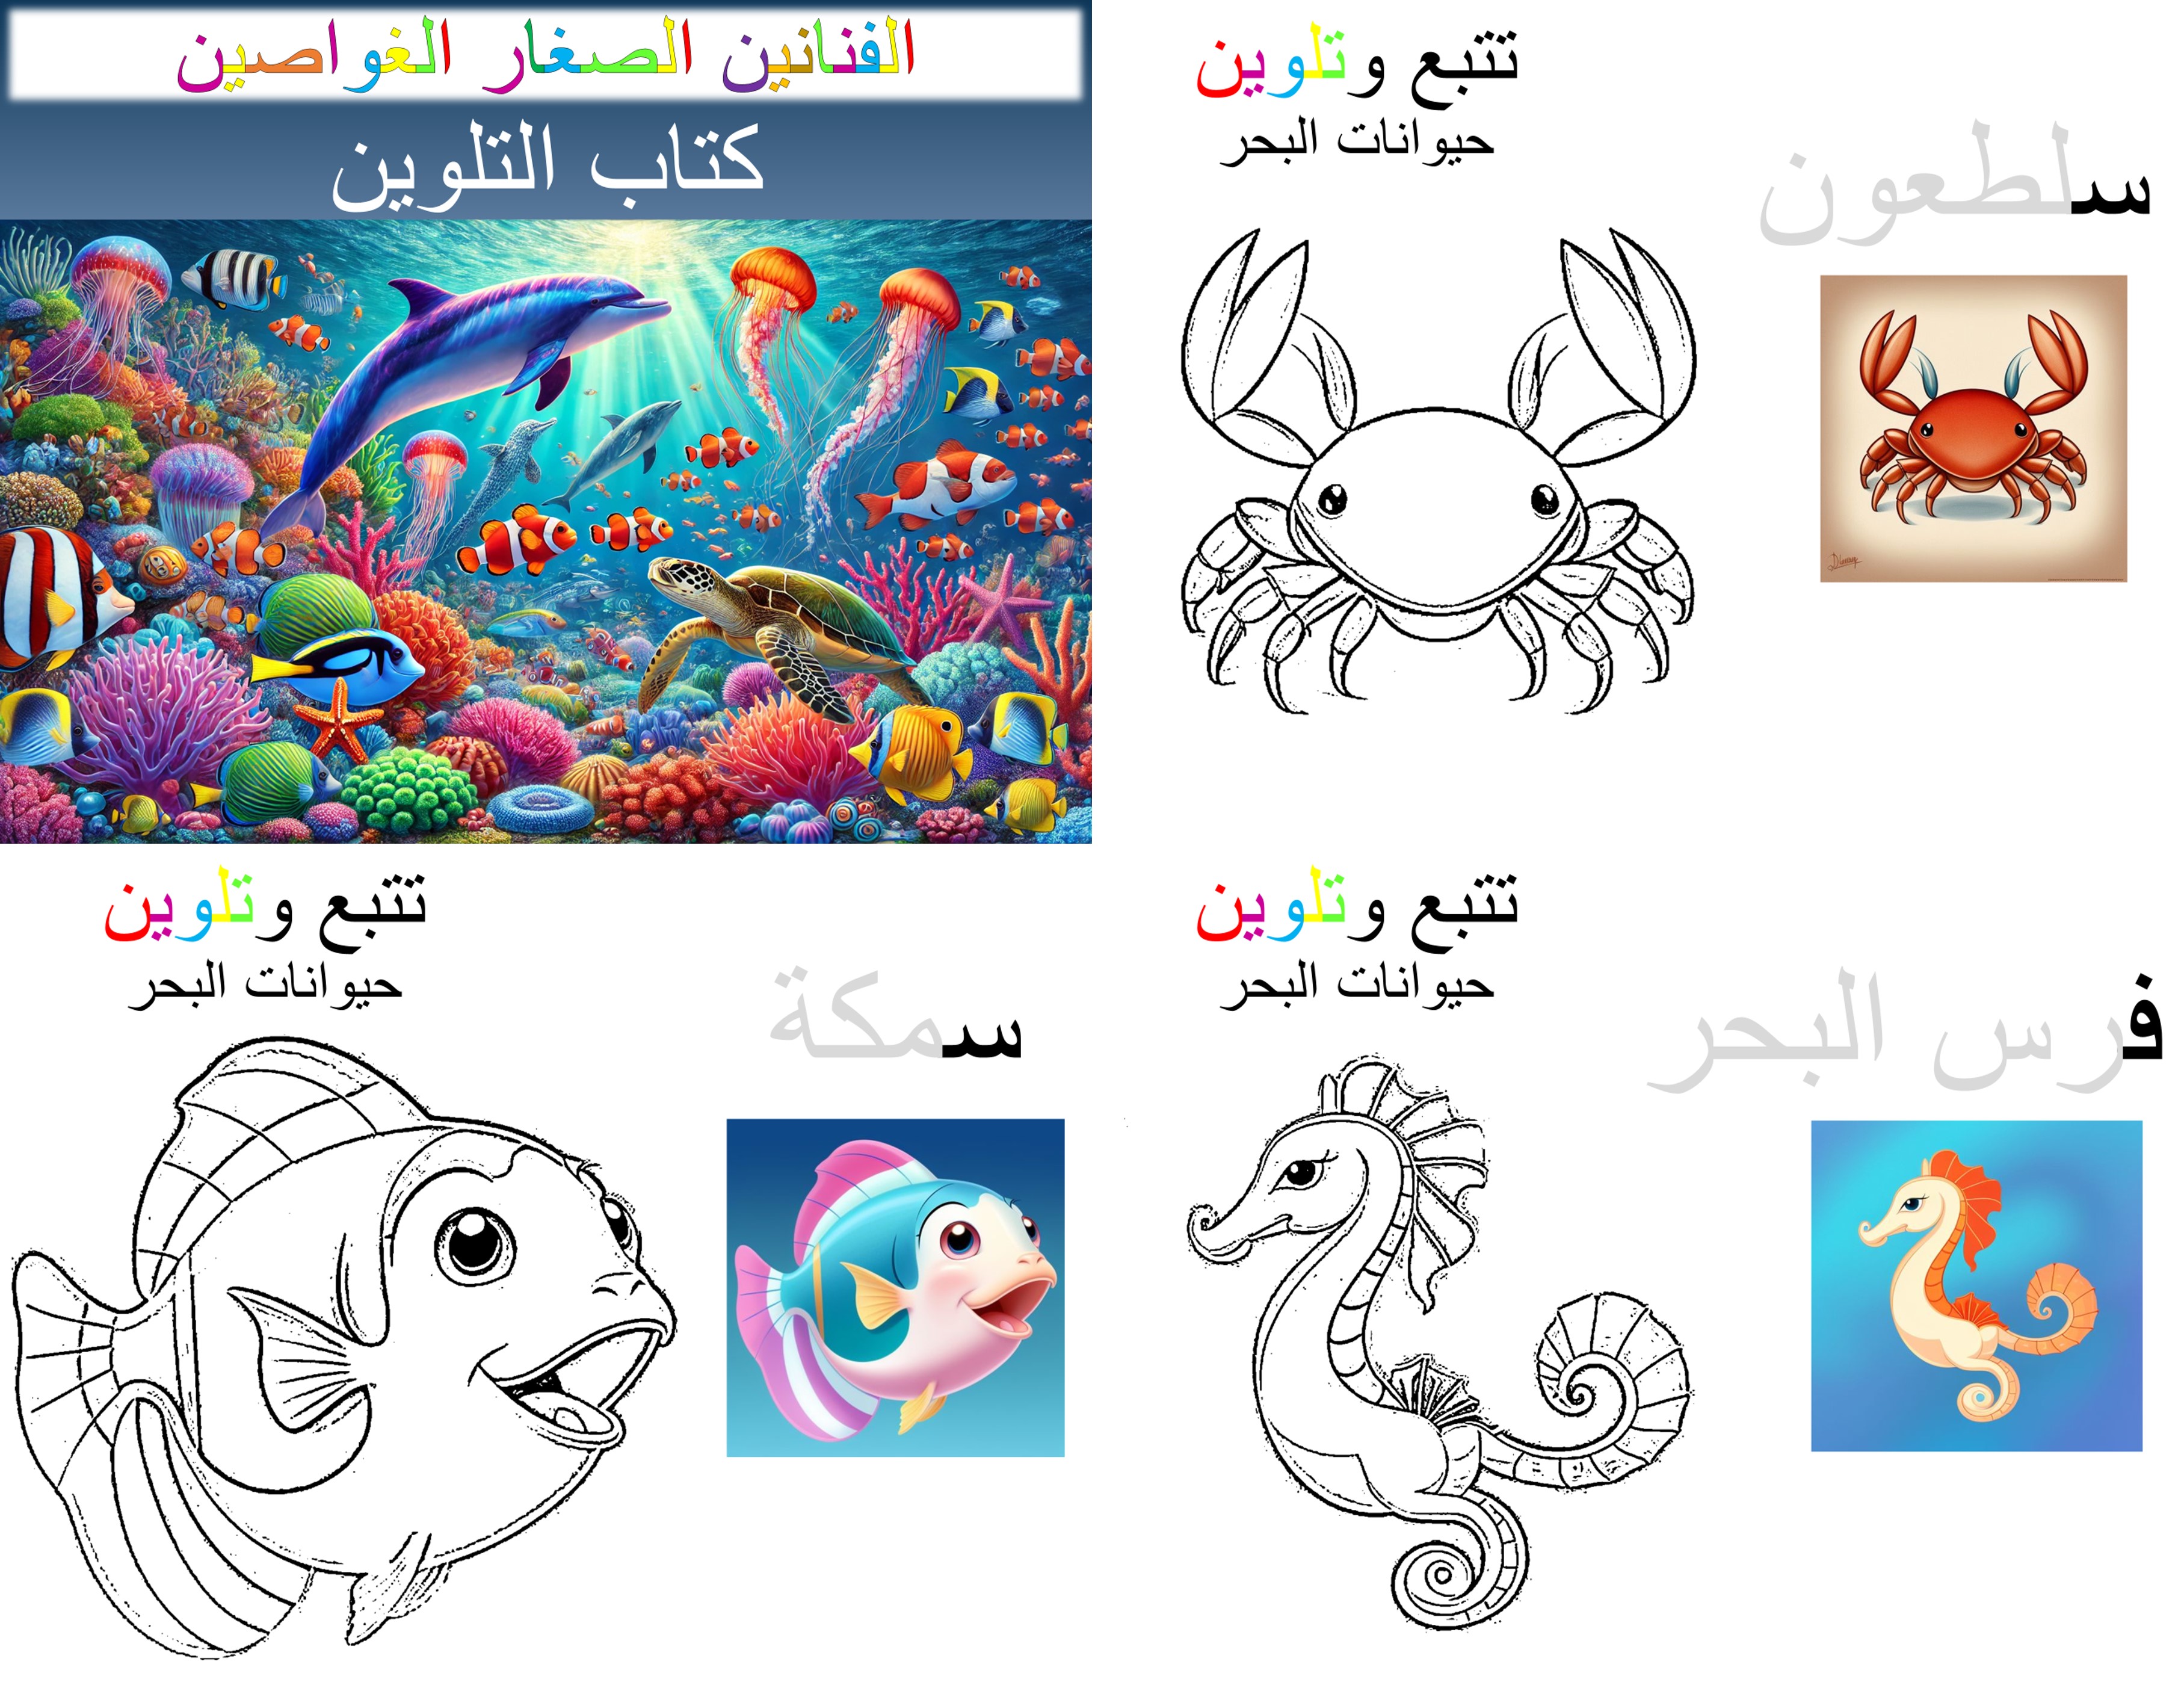 الفنانين الصغار الغواصين
كتاب التلوين
تتبع وتلوين
حيوانات البحر
سلطعون
تتبع وتلوين
حيوانات البحر
سمكة
تتبع وتلوين
حيوانات البحر
فرس البحر